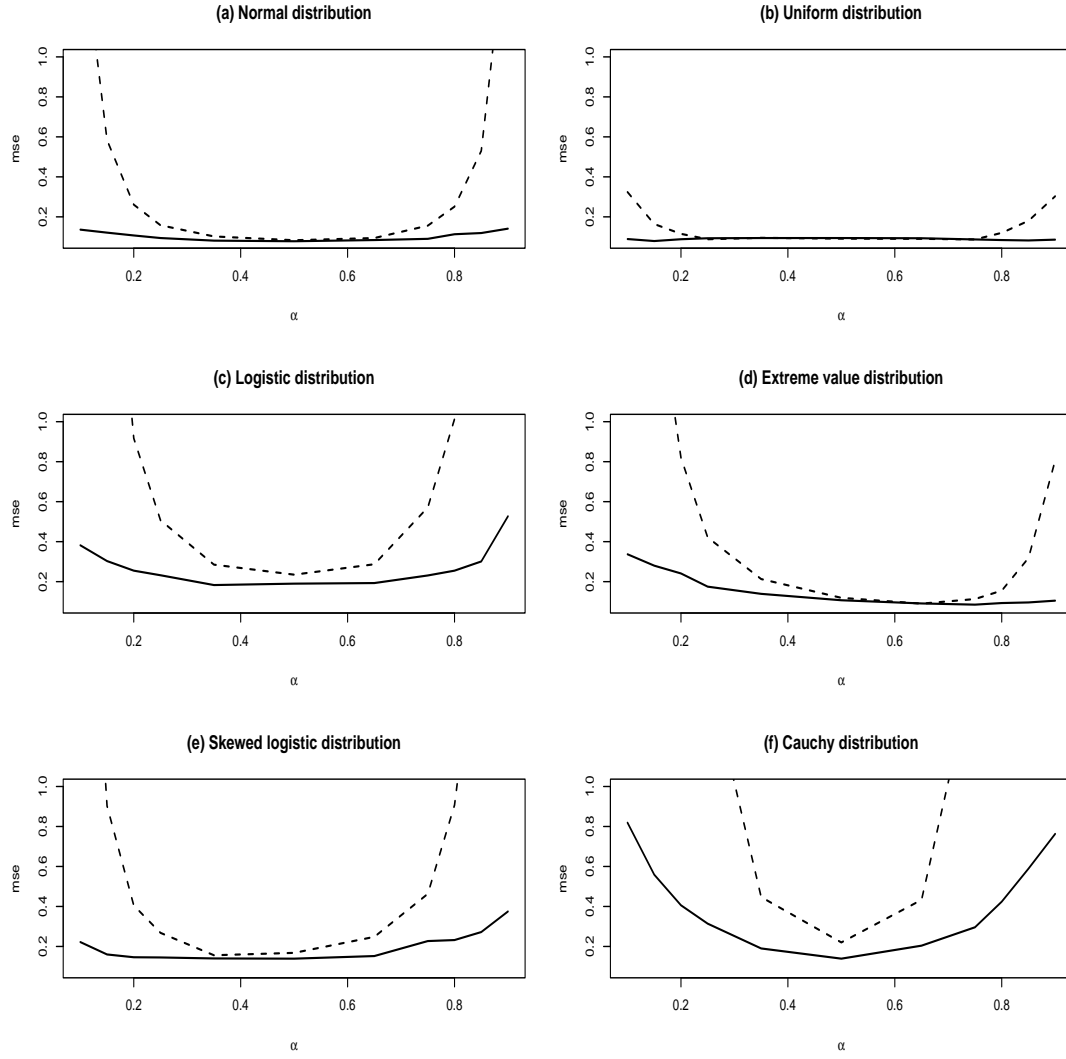 (a) Normal distribution
mse
0.2 0.4 0.6 0.8 1.0
0.2 0.4 0.6 0.8
α
(b) Uniform distribution
mse
0.2 0.4 0.6 0.8 1.0
0.2 0.4 0.6 0.8
α
(c) Logistic distribution
mse
0.2 0.4 0.6 0.8 1.0
0.2 0.4 0.6 0.8
α
(d) Extreme value distribution
mse
0.2 0.4 0.6 0.8 1.0
0.2 0.4 0.6 0.8
α
(e) Skewed logistic distribution
mse
0.2 0.4 0.6 0.8 1.0
0.2 0.4 0.6 0.8
α
(f) Cauchy distribution
mse
0.2 0.4 0.6 0.8 1.0
0.2 0.4 0.6 0.8
α